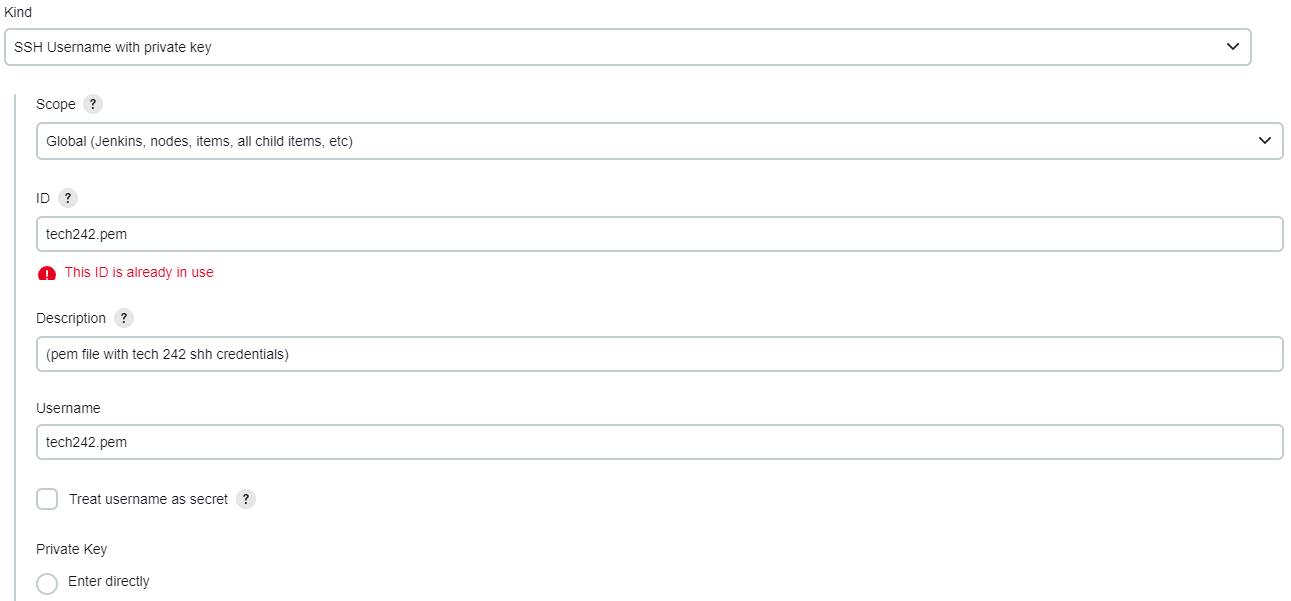 Kind
SSH Username with private key
Scope ?
Global (Jenkins, nodes, items, all child items, etc)
ID ?
tech242.pem
This ID is already in use
Description ?
(pem file with tech 242 shh credentials)
Username
tech242.pem
Treat username as secret ?
Private Key
Enter directly